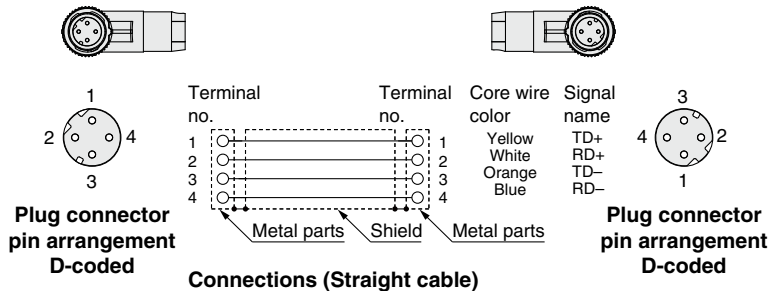 1
2 4
3
Plug connector
pin arrangement
D-coded
Terminal no. Terminal no. Core wire color Signal name
1 1 Yellow TD+
2 2 White RD+
3 3 Orange TD–
4 4 Blue RD–
Metal parts Shield Metal parts
Connections (Straight cable)
3
4 2
1
Plug connector
pin arrangement
D-coded